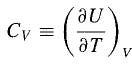 C_V ≡ (∂U/∂T)_V